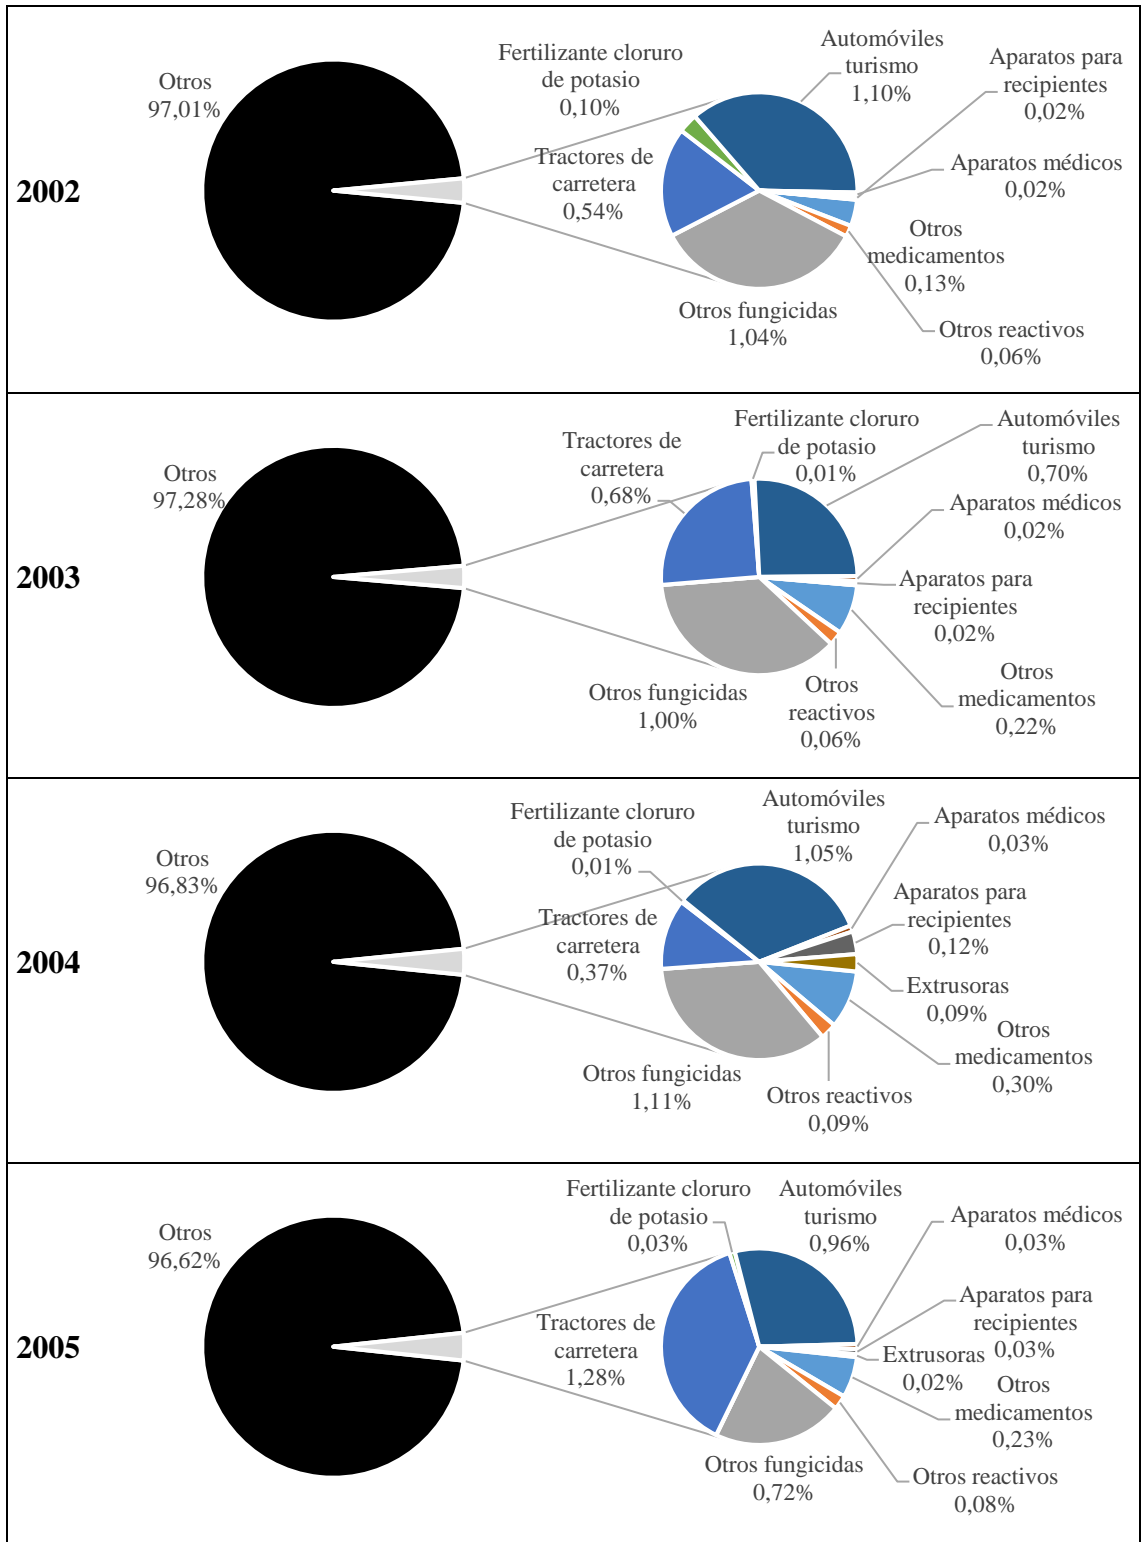 2002
Otros
97,01%
Fertilizante cloruro
de potasio
0,10%
Automóviles
turismo
1,10%
Aparatos para
recipientes
0,02%
Tractores de
carretera
0,54%
Aparatos médicos
0,02%
Otros
medicamentos
0,13%
Otros fungicidas
1,04%
Otros reactivos
0,06%
2003
Otros
97,28%
Tractores de
carretera
0,68%
Fertilizante cloruro
de potasio
0,01%
Automóviles
turismo
0,70%
Aparatos médicos
0,02%
Aparatos para
recipientes
0,02%
Otros fungicidas
1,00%
Otros
reactivos
0,06%
Otros
medicamentos
0,22%
2004
Otros
96,83%
Fertilizante cloruro
de potasio
0,01%
Automóviles
turismo
1,05%
Aparatos médicos
0,03%
Tractores de
carretera
0,37%
Aparatos para
recipientes
0,12%
Extrusoras
0,09%
Otros
medicamentos
0,30%
Otros fungicidas
1,11%
Otros reactivos
0,09%
2005
Otros
96,62%
Fertilizante cloruro
de potasio
0,03%
Automóviles
turismo
0,96%
Aparatos médicos
0,03%
Tractores de
carretera
1,28%
Aparatos para
recipientes
0,03%
Extrusoras
0,02%
Otros
medicamentos
0,23%
Otros fungicidas
0,72%
Otros reactivos
0,08%